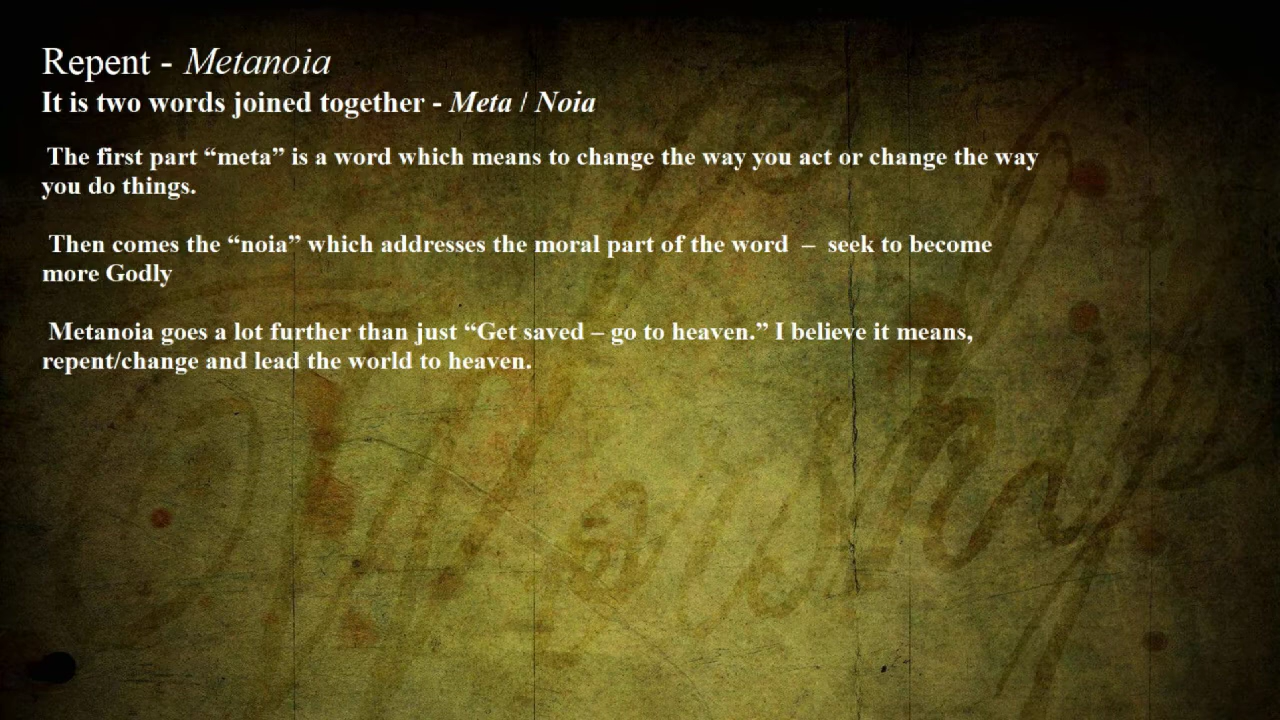 Repent - Metanoia
It is two words joined together - Meta / Noia
The first part “meta” is a word which means to change the way you act or change the way
you do things.
Then comes the “noia” which addresses the moral part of the word – seek to become
more Godly
Metanoia goes a lot further than just “Get saved – go to heaven.” I believe it means,
repent/change and lead the world to heaven.
Worship